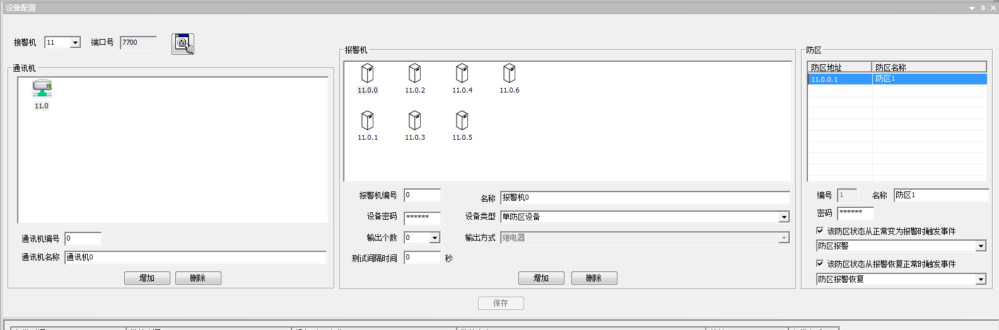 设备配置
接警机 11 端口号 7700
通讯机
11.0
通讯机编号 0
通讯机名称 通讯机0
增加 删除
报警机
11.0.0 11.0.2 11.0.4 11.0.6
11.0.1 11.0.3 11.0.5
报警机编号 0 名称 报警机0
设备密码 ****** 设备类型 单防区设备
输出个数 0 输出方式 继电器
测试间隔时间 0 秒
增加 删除
防区
防区地址 防区名称
11.0.0.1 防区1
编号 1 名称 防区1
密码 ******
该防区状态从正常变为报警时触发事件
防区报警
该防区状态从报警恢复正常时触发事件
防区报警恢复
保存